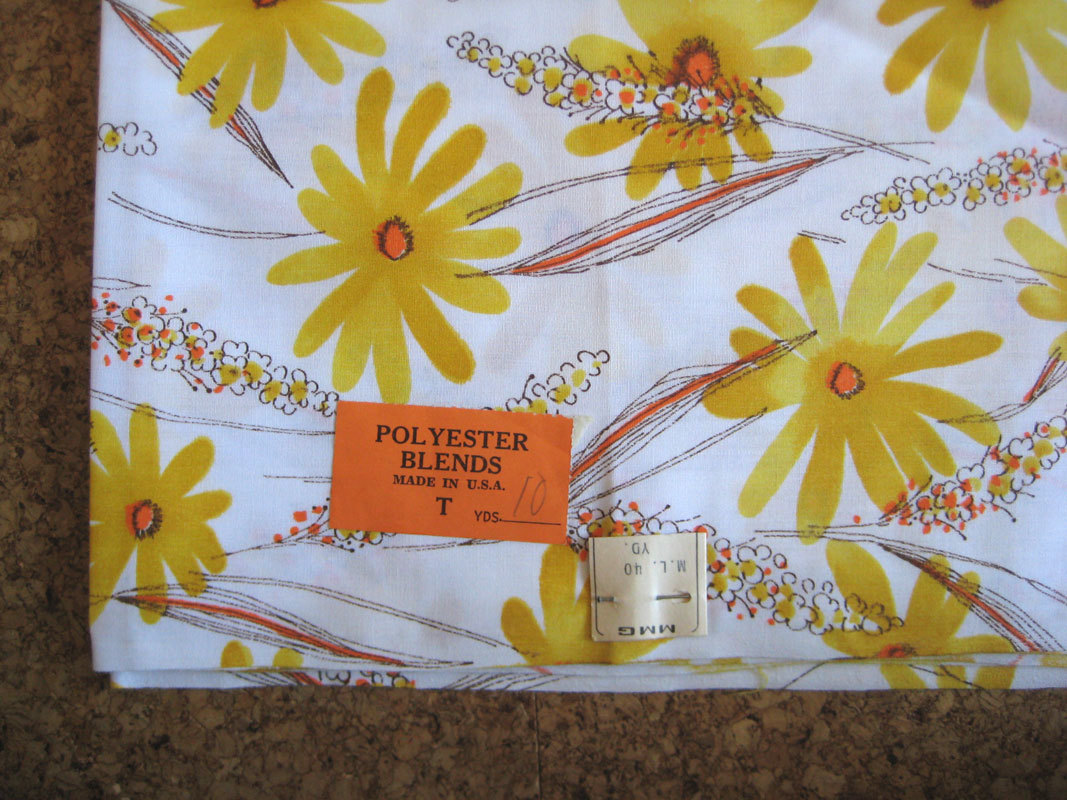 POLYESTER
BLENDS
MADE IN U.S.A.
T YDS. 10
MMG
M.L. 40
YD.